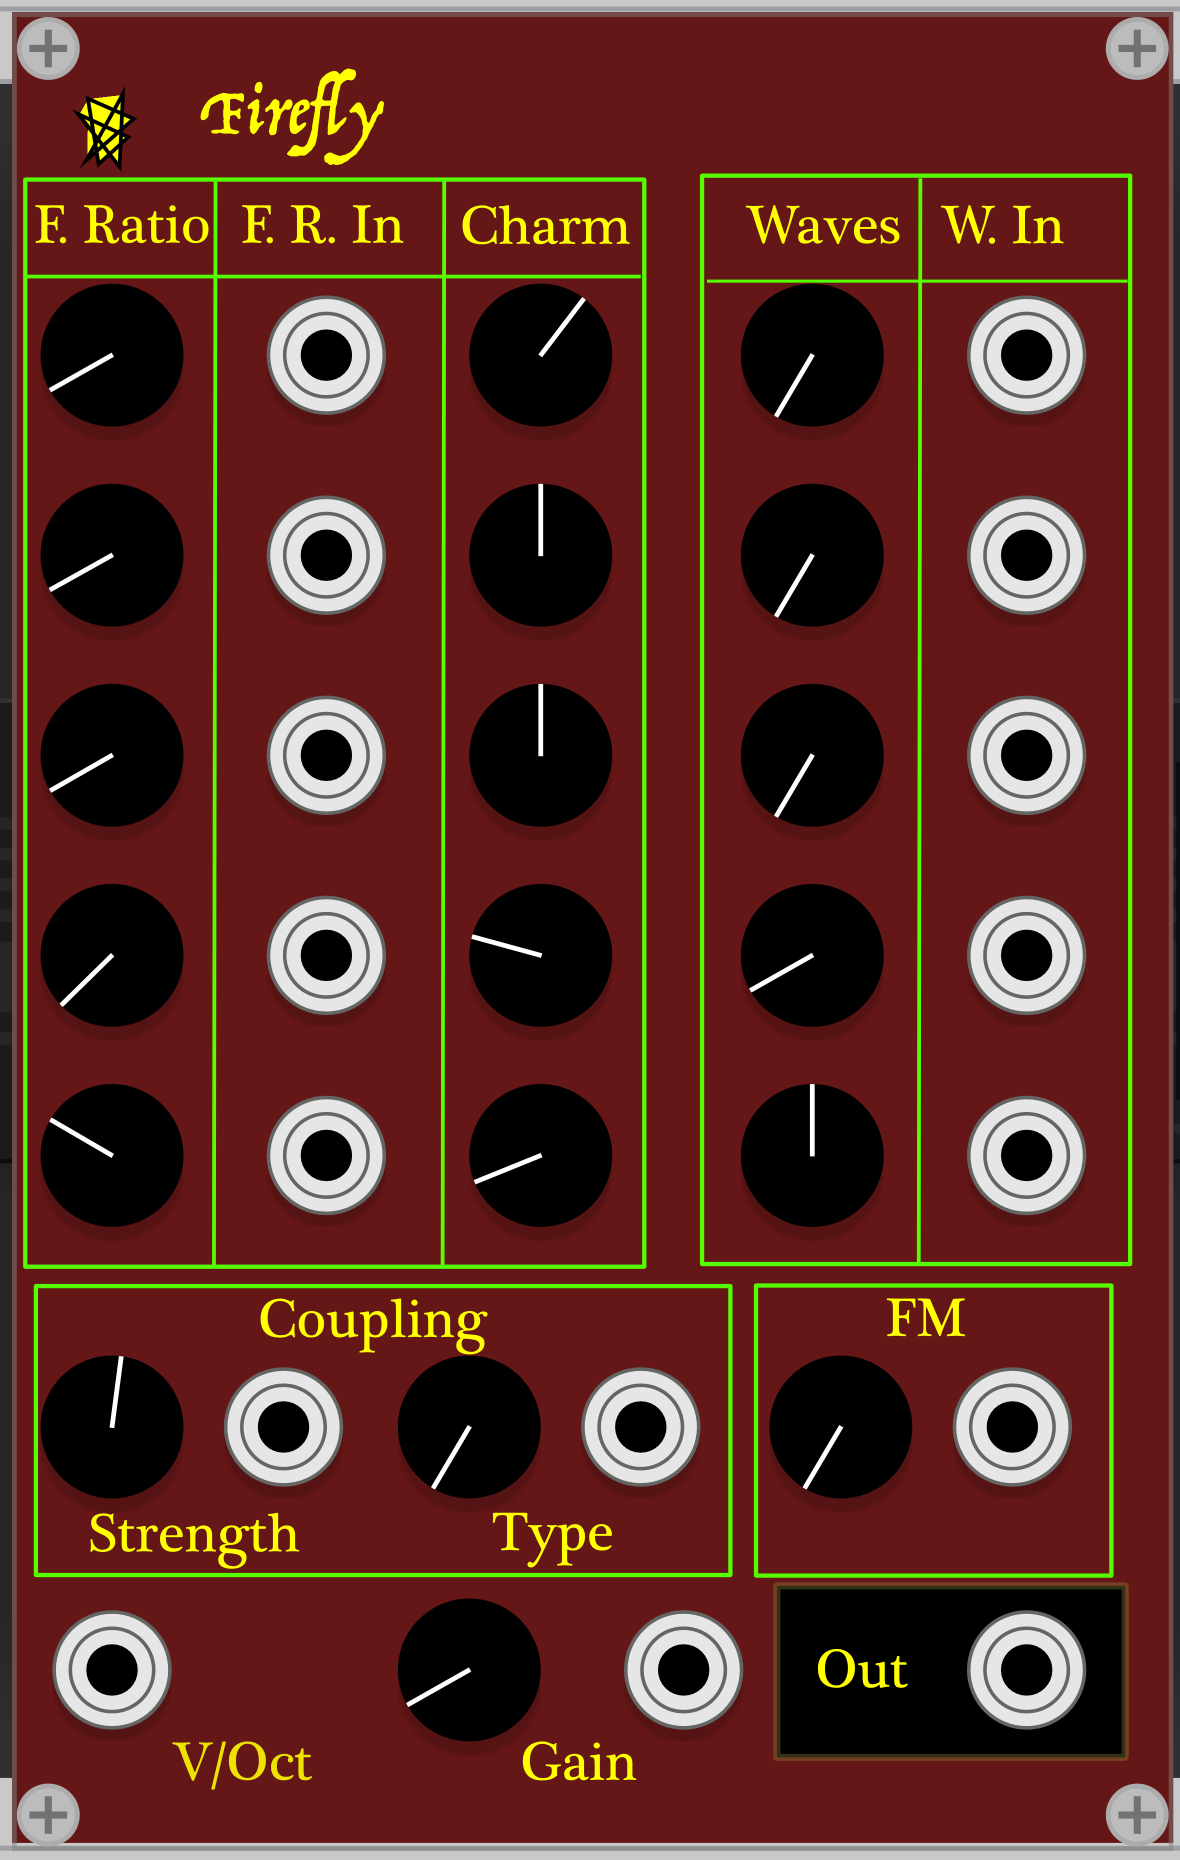 Firefly
F. Ratio F. R. In Charm Waves W. In
Coupling FM
Strength Type
Out
V/Oct Gain